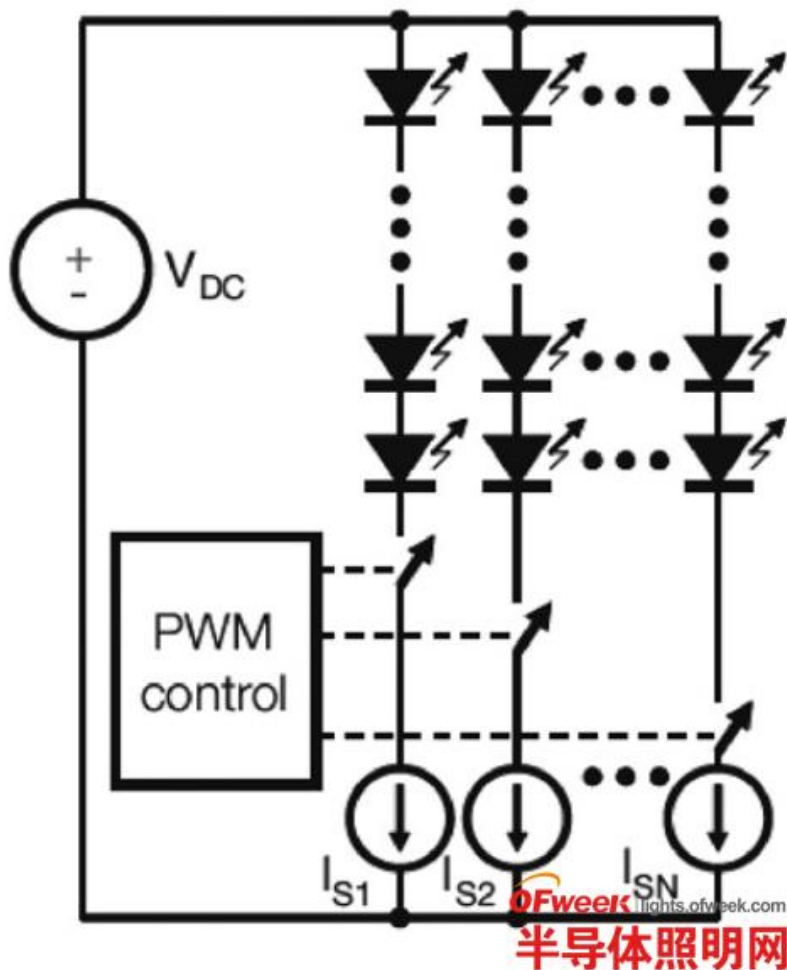 +
-
V_DC
PWM
control
I_S1
I_S2
I_SN
OFweek lights.ofweek.com
半导体照明网